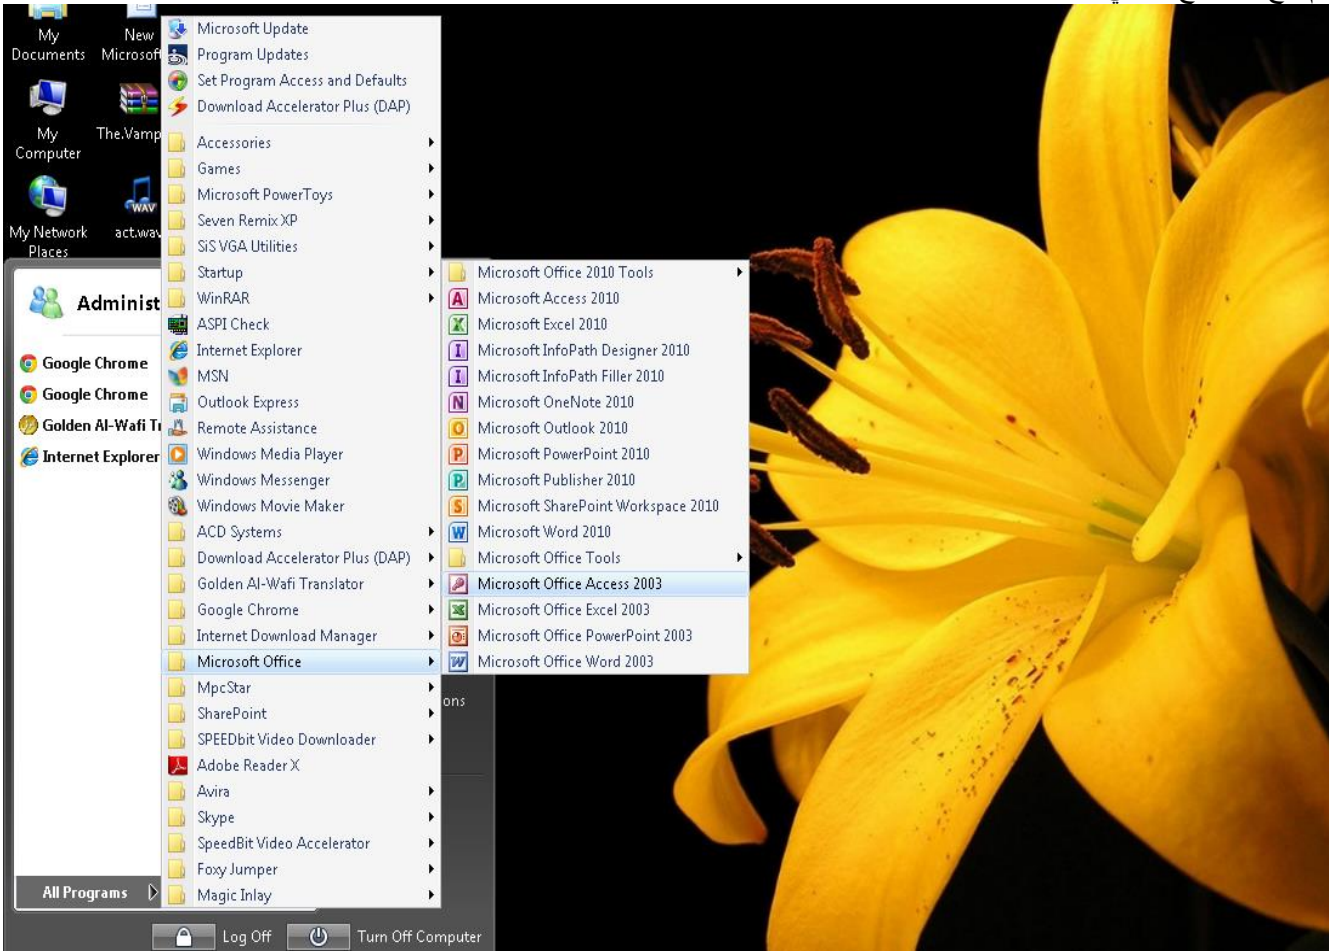 My Documents
New Microsoft
My Computer
The.Vamp
My Network Places
act.wav
WAV
Administ
Google Chrome
Google Chrome
Golden Al-Wafi Tr
Internet Explorer
All Programs
Microsoft Update
Program Updates
Set Program Access and Defaults
Download Accelerator Plus (DAP)
Accessories
Games
Microsoft PowerToys
Seven Remix XP
SiS VGA Utilities
Startup
WinRAR
ASPI Check
Internet Explorer
MSN
Outlook Express
Remote Assistance
Windows Media Player
Windows Messenger
Windows Movie Maker
ACD Systems
Download Accelerator Plus (DAP)
Golden Al-Wafi Translator
Google Chrome
Internet Download Manager
Microsoft Office
MpcStar
SharePoint
SPEEDbit Video Downloader
Adobe Reader X
Avira
Skype
SpeedBit Video Accelerator
Foxy Jumper
Magic Inlay
Microsoft Office 2010 Tools
Microsoft Access 2010
Microsoft Excel 2010
Microsoft InfoPath Designer 2010
Microsoft InfoPath Filler 2010
Microsoft OneNote 2010
Microsoft Outlook 2010
Microsoft PowerPoint 2010
Microsoft Publisher 2010
Microsoft SharePoint Workspace 2010
Microsoft Word 2010
Microsoft Office Tools
Microsoft Office Access 2003
Microsoft Office Excel 2003
Microsoft Office PowerPoint 2003
Microsoft Office Word 2003
ons
Log Off
Turn Off Computer